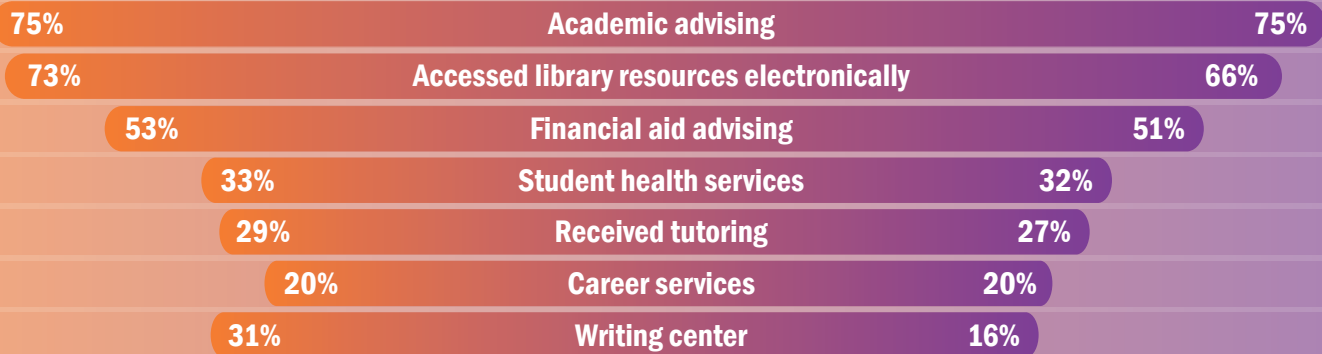 75% Academic advising 75%
73% Accessed library resources electronically 66%
53% Financial aid advising 51%
33% Student health services 32%
29% Received tutoring 27%
20% Career services 20%
31% Writing center 16%